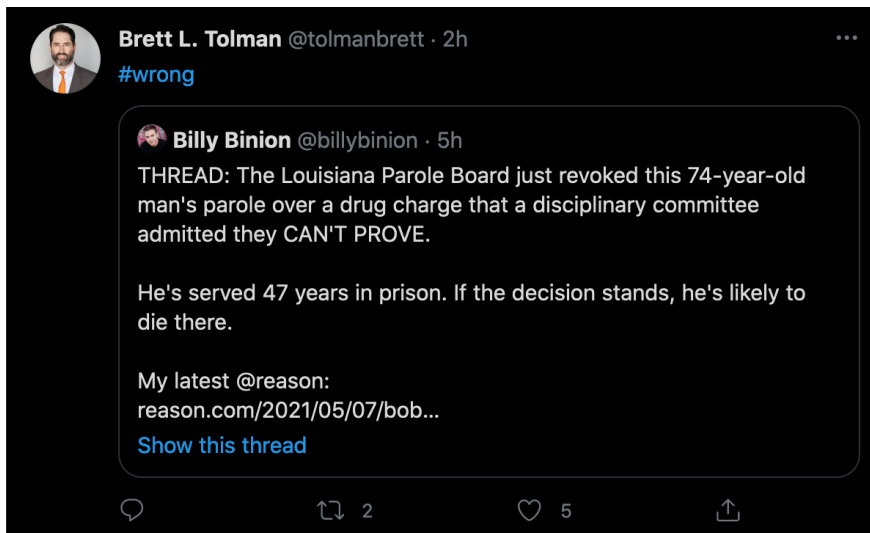 Brett L. Tolman @tolmanbrett · 2h
#wrong
Billy Binion @billybinion · 5h
THREAD: The Louisiana Parole Board just revoked this 74-year-old
man's parole over a drug charge that a disciplinary committee
admitted they CAN'T PROVE.
He's served 47 years in prison. If the decision stands, he's likely to
die there.
My latest @reason:
reason.com/2021/05/07/bob...
Show this thread
2 5